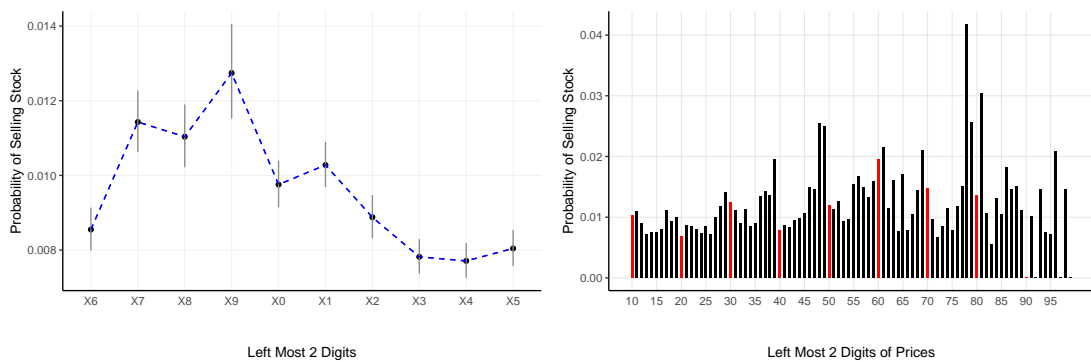 Probability of Selling Stock
0.014
0.012
0.010
0.008
X6 X7 X8 X9 X0 X1 X2 X3 X4 X5
Left Most 2 Digits
Probability of Selling Stock
0.04
0.03
0.02
0.01
0.00
10 15 20 25 30 35 40 45 50 55 60 65 70 75 80 85 90 95
Left Most 2 Digits of Prices